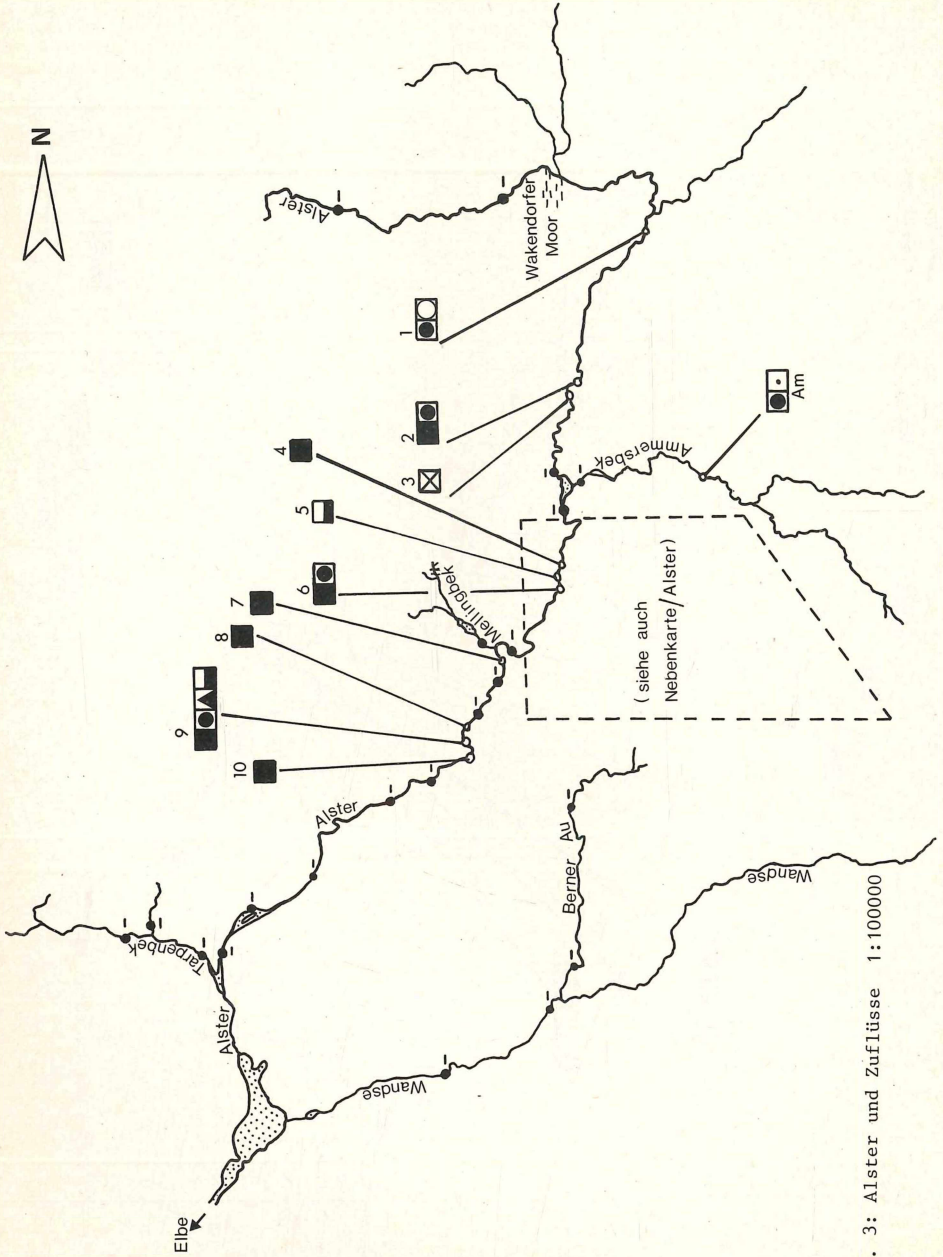 N
Alster
Wakendorfer
Moor
1
2
3
4
5
6
7
8
9
10
Am
Ammersbek
Mellingbek
(siehe auch
Nebenkarte/Alster)
Alster
Tarpenbek
Alster
Berner Au
Wandse
Wandse
Elbe
. 3: Alster und Zuflüsse 1:100000